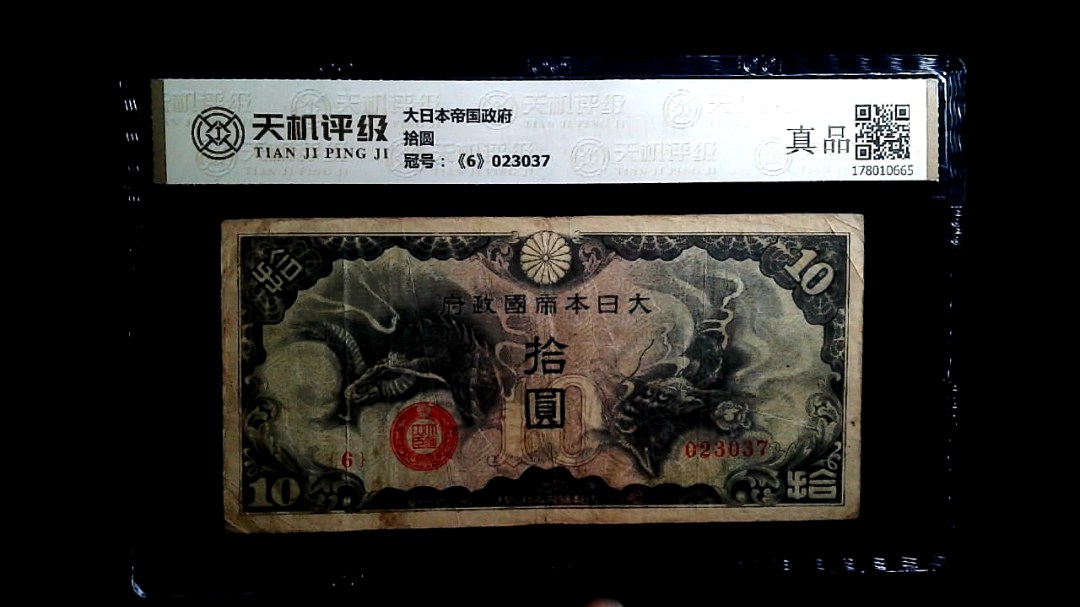 天机评级
TIAN JI PING JI
大日本帝国政府
拾圆
冠号：《6》023037
真品
178010665
拾
10
府政國帝本日大
拾
圓
10
(6)
023037
10
拾